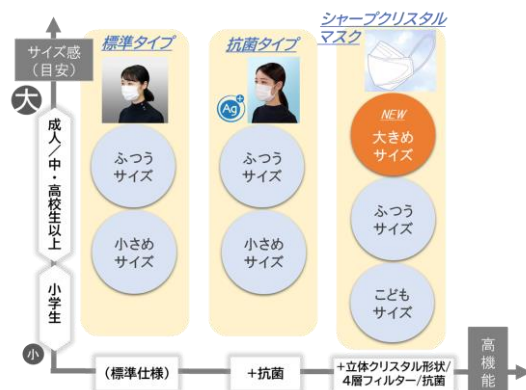 サイズ感
(目安)
大
成人/中・高校生以上
小学生
小
標準タイプ
ふつう
サイズ
小さめ
サイズ
(標準仕様)
抗菌タイプ
Ag+
ふつう
サイズ
小さめ
サイズ
+抗菌
シャープクリスタル
マスク
NEW
大きめ
サイズ
ふつう
サイズ
こども
サイズ
+立体クリスタル形状/
4層フィルター/抗菌
高機能